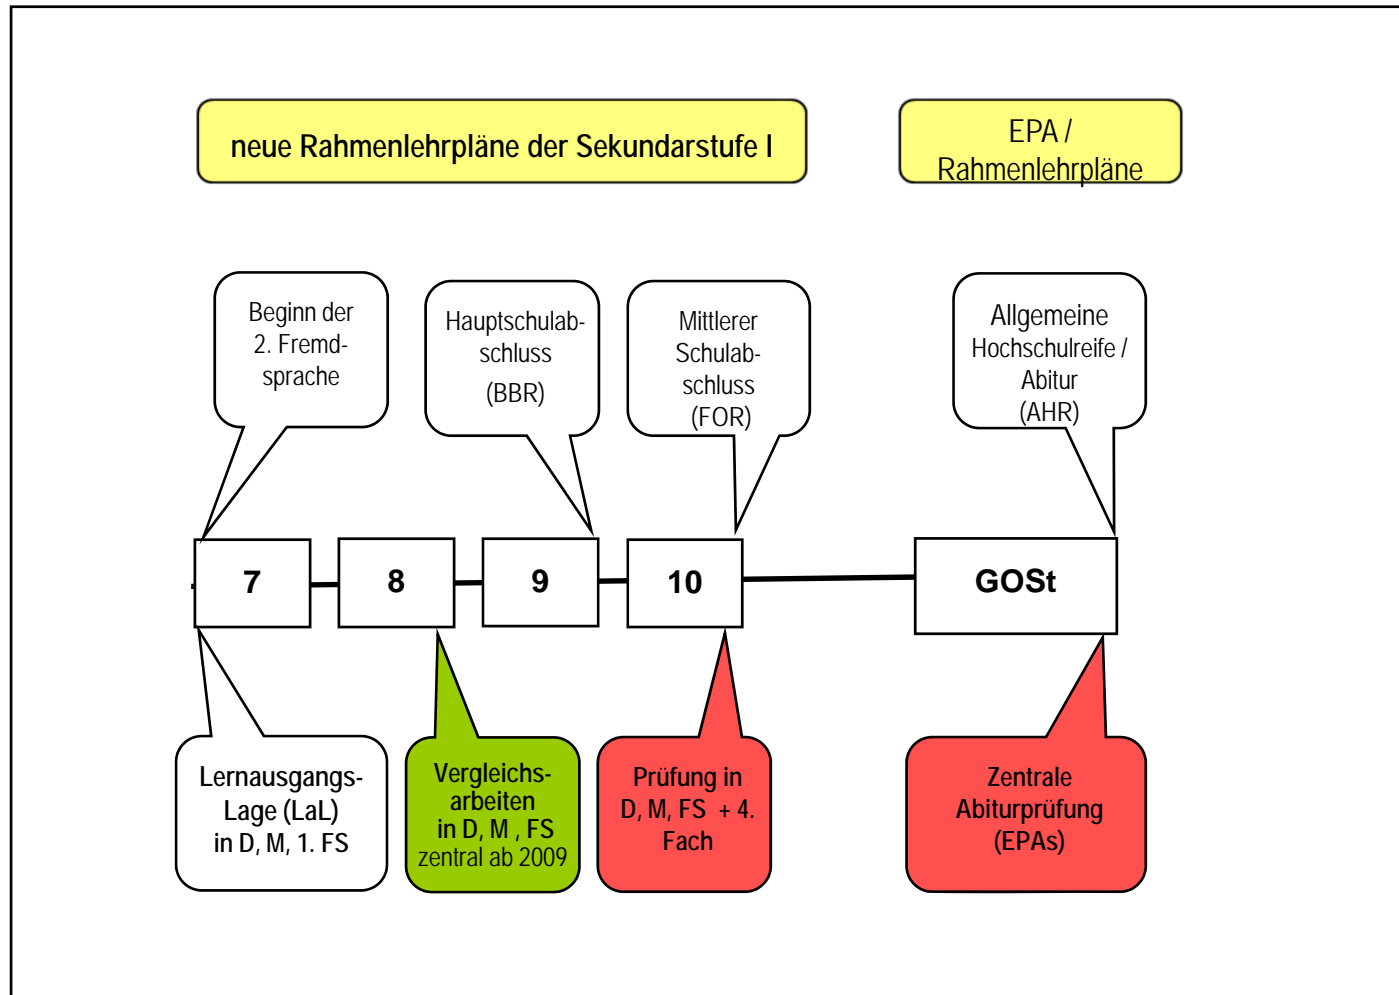 neue Rahmenlehrpläne der Sekundarstufe I
EPA /
Rahmenlehrpläne
Beginn der
2. Fremd-
sprache
Hauptschulab-
schluss
(BBR)
Mittlerer
Schulab-
schluss
(FOR)
Allgemeine
Hochschulreife /
Abitur
(AHR)
7
8
9
10
GOSt
Lernausgangs-
Lage (LaL)
in D, M, 1. FS
Vergleichs-
arbeiten
in D, M , FS
zentral ab 2009
Prüfung in
D, M, FS + 4.
Fach
Zentrale
Abiturprüfung
(EPAs)